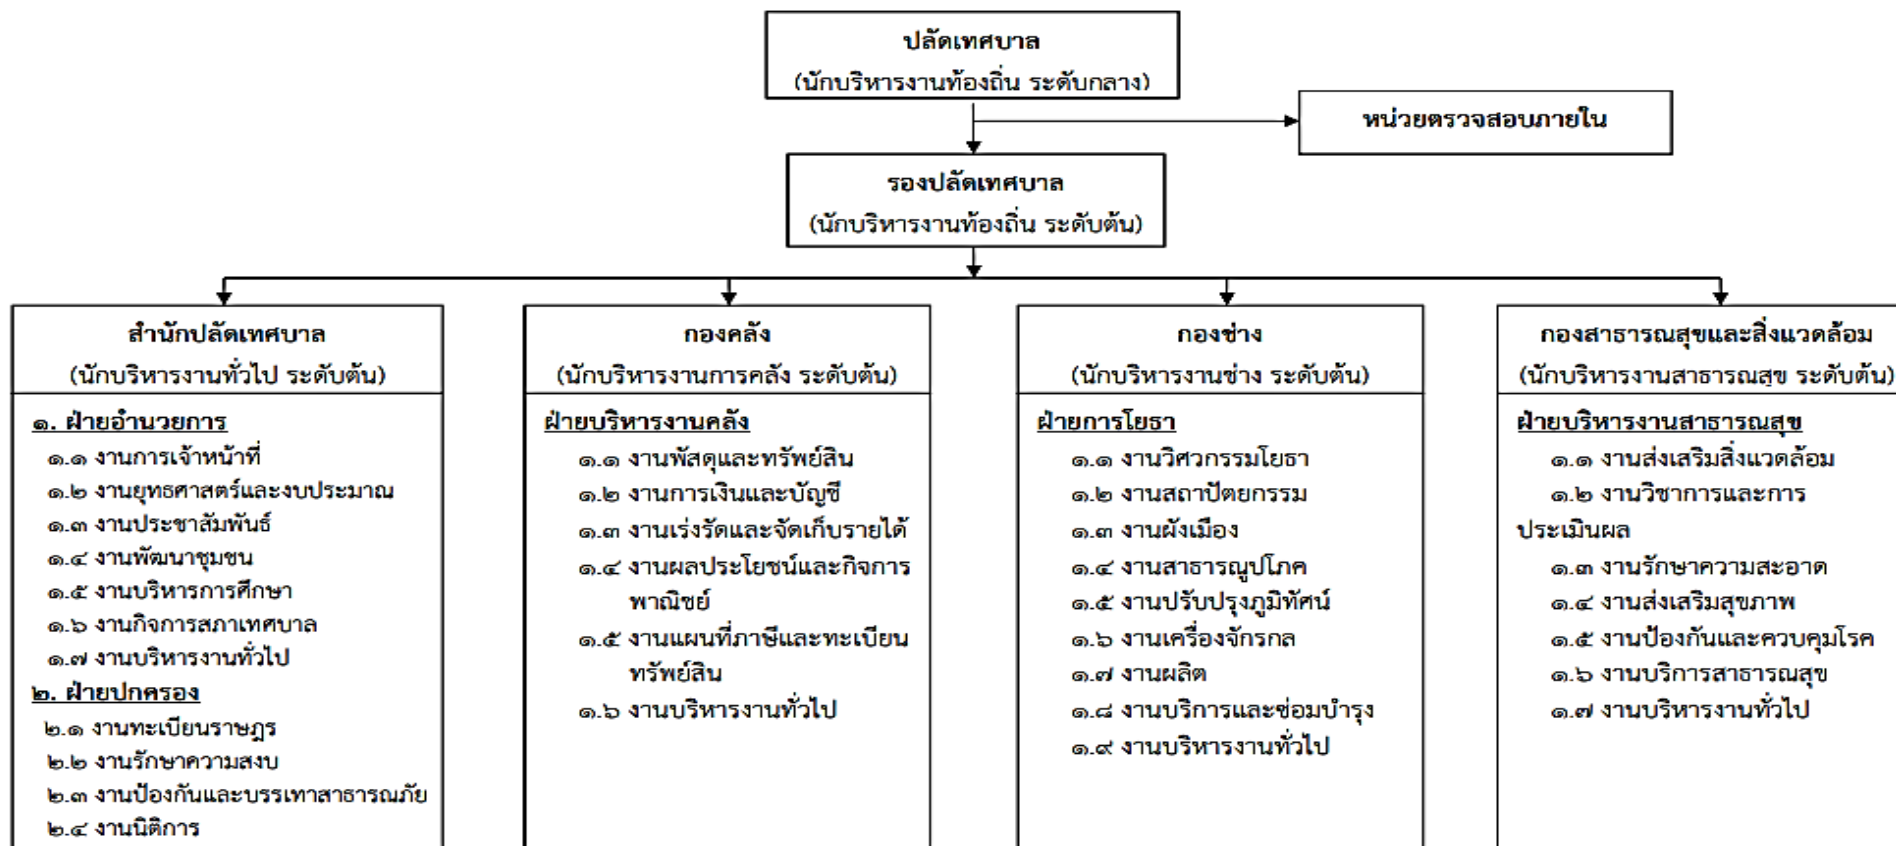 ปลัดเทศบาล
(นักบริหารงานท้องถิ่น ระดับกลาง)
หน่วยตรวจสอบภายใน
รองปลัดเทศบาล
(นักบริหารงานท้องถิ่น ระดับต้น)
สำนักปลัดเทศบาล
(นักบริหารงานทั่วไป ระดับต้น)
๑. ฝ่ายอำนวยการ
๑.๑ งานการเจ้าหน้าที่
๑.๒ งานยุทธศาสตร์และงบประมาณ
๑.๓ งานประชาสัมพันธ์
๑.๔ งานพัฒนาชุมชน
๑.๕ งานบริหารการศึกษา
๑.๖ งานกิจการสภาเทศบาล
๑.๗ งานบริหารงานทั่วไป
๒. ฝ่ายปกครอง
๒.๑ งานทะเบียนราษฎร
๒.๒ งานรักษาความสงบ
๒.๓ งานป้องกันและบรรเทาสาธารณภัย
๒.๔ งานนิติการ
กองคลัง
(นักบริหารงานการคลัง ระดับต้น)
ฝ่ายบริหารงานคลัง
๑.๑ งานพัสดุและทรัพย์สิน
๑.๒ งานการเงินและบัญชี
๑.๓ งานเร่งรัดและจัดเก็บรายได้
๑.๔ งานผลประโยชน์และกิจการ
พาณิชย์
๑.๕ งานแผนที่ภาษีและทะเบียน
ทรัพย์สิน
๑.๖ งานบริหารงานทั่วไป
กองช่าง
(นักบริหารงานช่าง ระดับต้น)
ฝ่ายการโยธา
๑.๑ งานวิศวกรรมโยธา
๑.๒ งานสถาปัตยกรรม
๑.๓ งานผังเมือง
๑.๔ งานสาธารณูปโภค
๑.๕ งานปรับปรุงภูมิทัศน์
๑.๖ งานเครื่องจักรกล
๑.๗ งานผลิต
๑.๘ งานบริการและซ่อมบำรุง
๑.๙ งานบริหารงานทั่วไป
กองสาธารณสุขและสิ่งแวดล้อม
(นักบริหารงานสาธารณสุข ระดับต้น)
ฝ่ายบริหารงานสาธารณสุข
๑.๑ งานส่งเสริมสิ่งแวดล้อม
๑.๒ งานวิชาการและการ
ประเมินผล
๑.๓ งานรักษาความสะอาด
๑.๔ งานส่งเสริมสุขภาพ
๑.๕ งานป้องกันและควบคุมโรค
๑.๖ งานบริการสาธารณสุข
๑.๗ งานบริหารงานทั่วไป